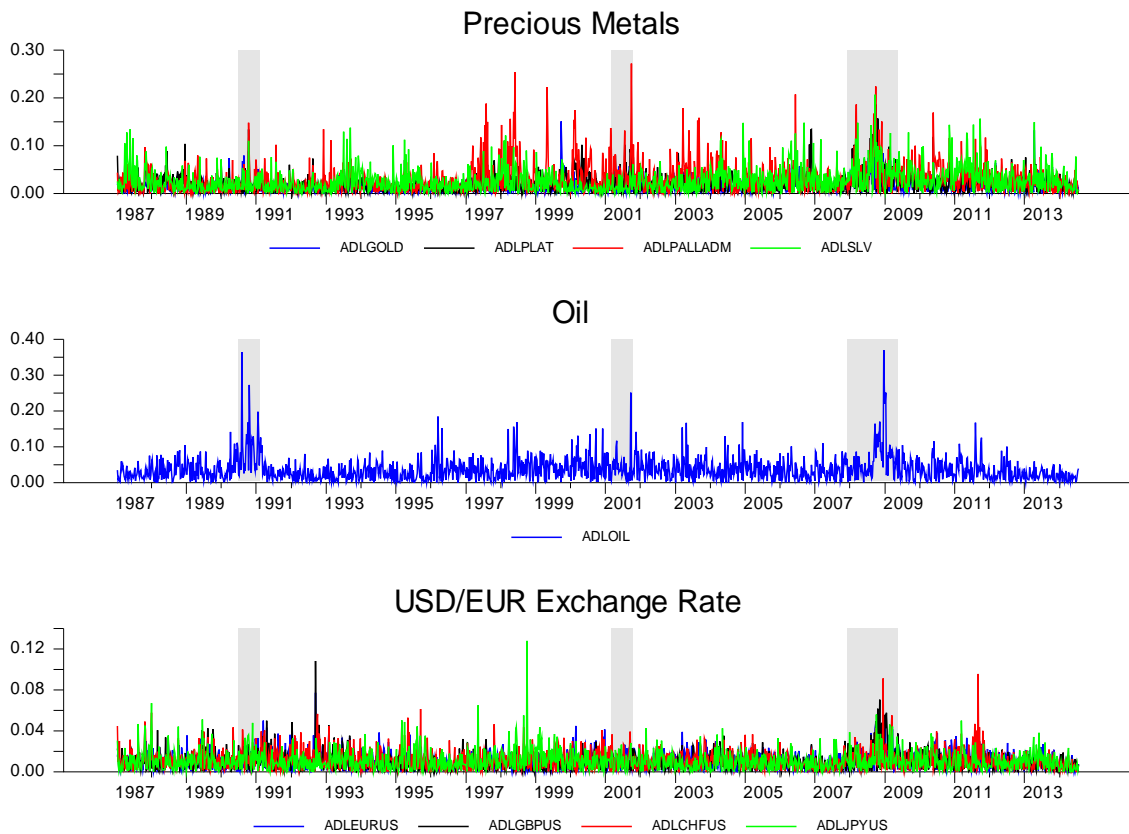 Precious Metals
0.30
0.20
0.10
0.00
1987 1989 1991 1993 1995 1997 1999 2001 2003 2005 2007 2009 2011 2013
ADLGOLD ADLPLAT ADLPALLADM ADLSLV
Oil
0.40
0.30
0.20
0.10
0.00
1987 1989 1991 1993 1995 1997 1999 2001 2003 2005 2007 2009 2011 2013
ADLOIL
USD/EUR Exchange Rate
0.12
0.08
0.04
0.00
1987 1989 1991 1993 1995 1997 1999 2001 2003 2005 2007 2009 2011 2013
ADLEURUS ADLGBPUS ADLCHFUS ADLJPYUS